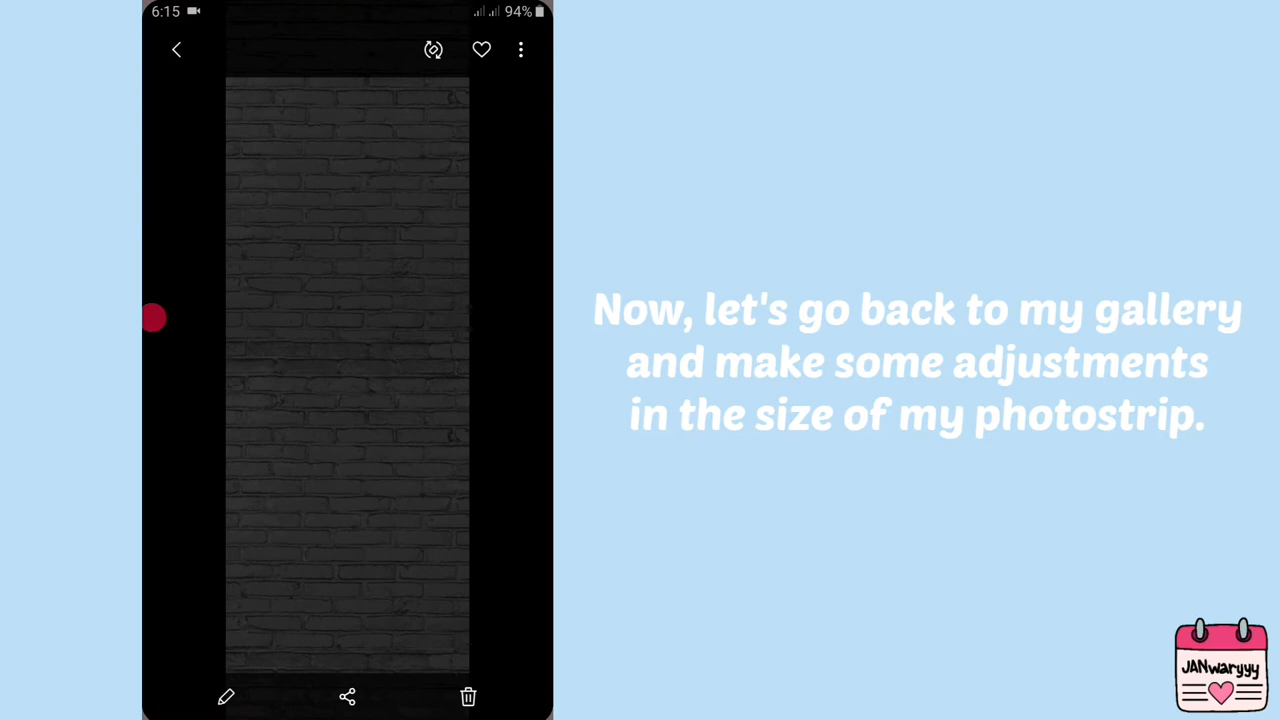 6:15
94%
Now, let's go back to my gallery
and make some adjustments
in the size of my photostrip.
JANwaryyy